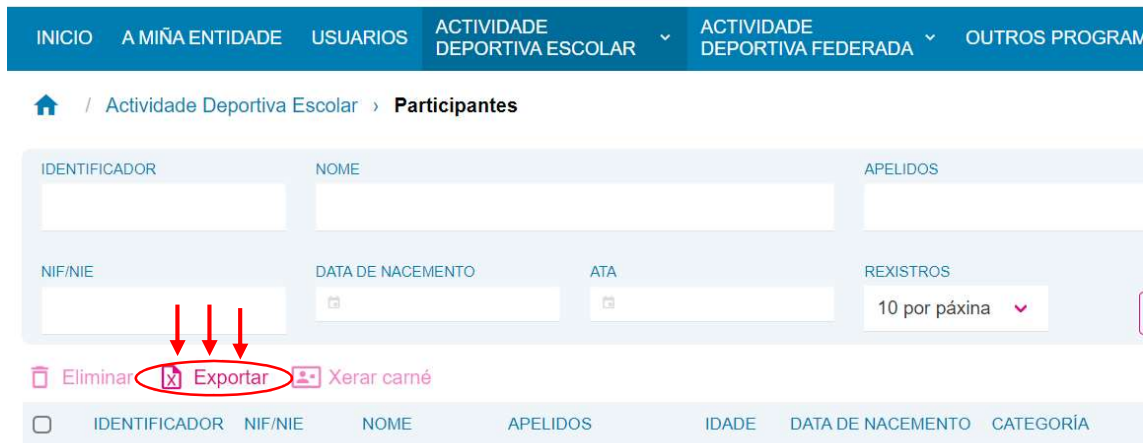 INICIO A MIÑA ENTIDADE USUARIOS ACTIVIDADE DEPORTIVA ESCOLAR ACTIVIDADE DEPORTIVA FEDERADA OUTROS PROGRAM
/ Actividade Deportiva Escolar › Participantes
IDENTIFICADOR NOME APELIDOS
NIF/NIE DATA DE NACEMENTO ATA REXISTROS
10 por páxina
Eliminar Exportar Xerar carné
IDENTIFICADOR NIF/NIE NOME APELIDOS IDADE DATA DE NACEMENTO CATEGORÍA